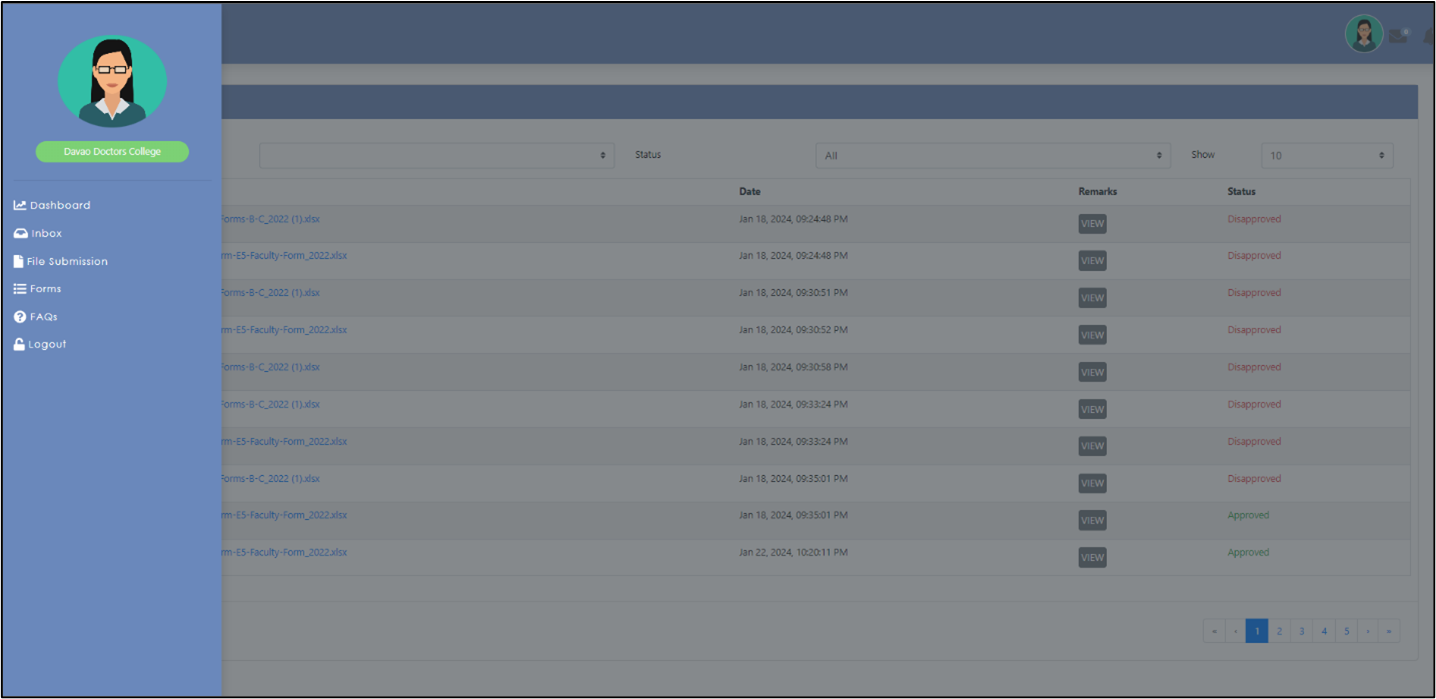 Davao Doctors College
Dashboard
Inbox
File Submission
Forms
FAQs
Logout
Status All Show 10
Date Remarks Status
Forms-B-C_2022 (1).xlsx Jan 18, 2024, 09:24:48 PM VIEW Disapproved
rm-E5-Faculty-Form_2022.xlsx Jan 18, 2024, 09:24:48 PM VIEW Disapproved
Forms-B-C_2022 (1).xlsx Jan 18, 2024, 09:30:51 PM VIEW Disapproved
rm-E5-Faculty-Form_2022.xlsx Jan 18, 2024, 09:30:52 PM VIEW Disapproved
Forms-B-C_2022 (1).xlsx Jan 18, 2024, 09:30:58 PM VIEW Disapproved
Forms-B-C_2022 (1).xlsx Jan 18, 2024, 09:33:24 PM VIEW Disapproved
rm-E5-Faculty-Form_2022.xlsx Jan 18, 2024, 09:33:24 PM VIEW Disapproved
Forms-B-C_2022 (1).xlsx Jan 18, 2024, 09:35:01 PM VIEW Disapproved
rm-E5-Faculty-Form_2022.xlsx Jan 18, 2024, 09:35:01 PM VIEW Approved
rm-E5-Faculty-Form_2022.xlsx Jan 22, 2024, 10:20:11 PM VIEW Approved
« ‹ 1 2 3 4 5 › »